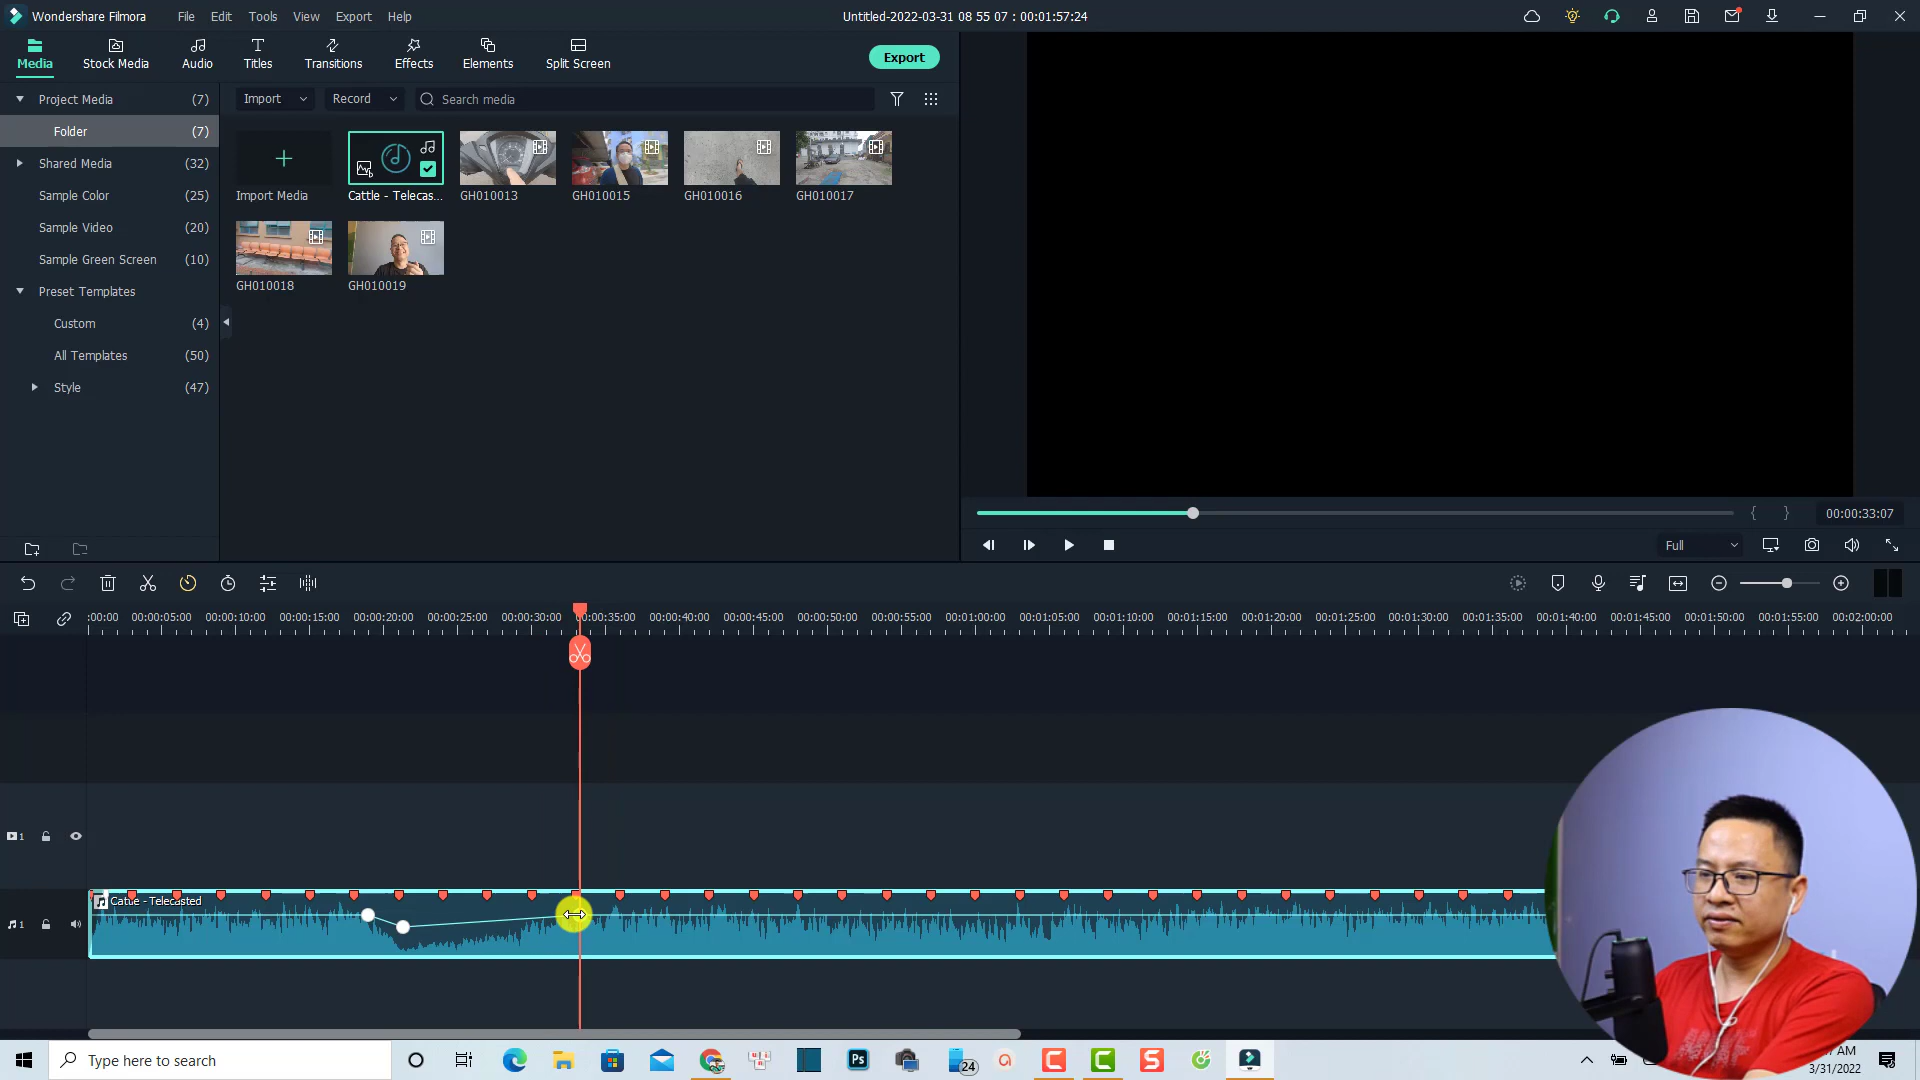 Wondershare Filmora File Edit Tools View Export Help Untitled-2022-03-31 08 55 07 : 00:01:57:24
Media Stock Media Audio Titles Transitions Effects Elements Split Screen Export
Project Media (7) Import Record Search media
Folder (7)
Shared Media (32)
Sample Color (25) Import Media Cattle - Telecas... GH010013 GH010015 GH010016 GH010017
Sample Video (20)
Sample Green Screen (10)
Preset Templates GH010018 GH010019
Custom (4)
All Templates (50)
Style (47)
00:00:33:07
Full
:00:00 00:00:05:00 00:00:10:00 00:00:15:00 00:00:20:00 00:00:25:00 00:00:30:00 00:00:35:00 00:00:40:00 00:00:45:00 00:00:50:00 00:00:55:00 00:01:00:00 00:01:05:00 00:01:10:00 00:01:15:00 00:01:20:00 00:01:25:00 00:01:30:00 00:01:35:00 00:01:40:00 00:01:45:00 00:01:50:00 00:01:55:00 00:02:00:00
1
Cattle - Telecasted
1
Type here to search Ps 24 AM
3/31/2022